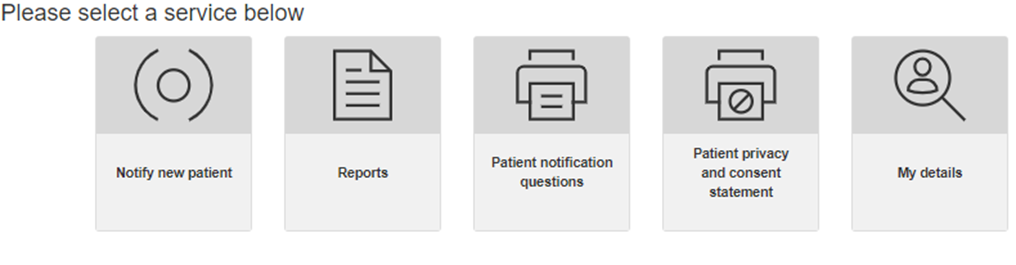 Please select a service below
Notify new patient
Reports
Patient notification
questions
Patient privacy
and consent
statement
My details